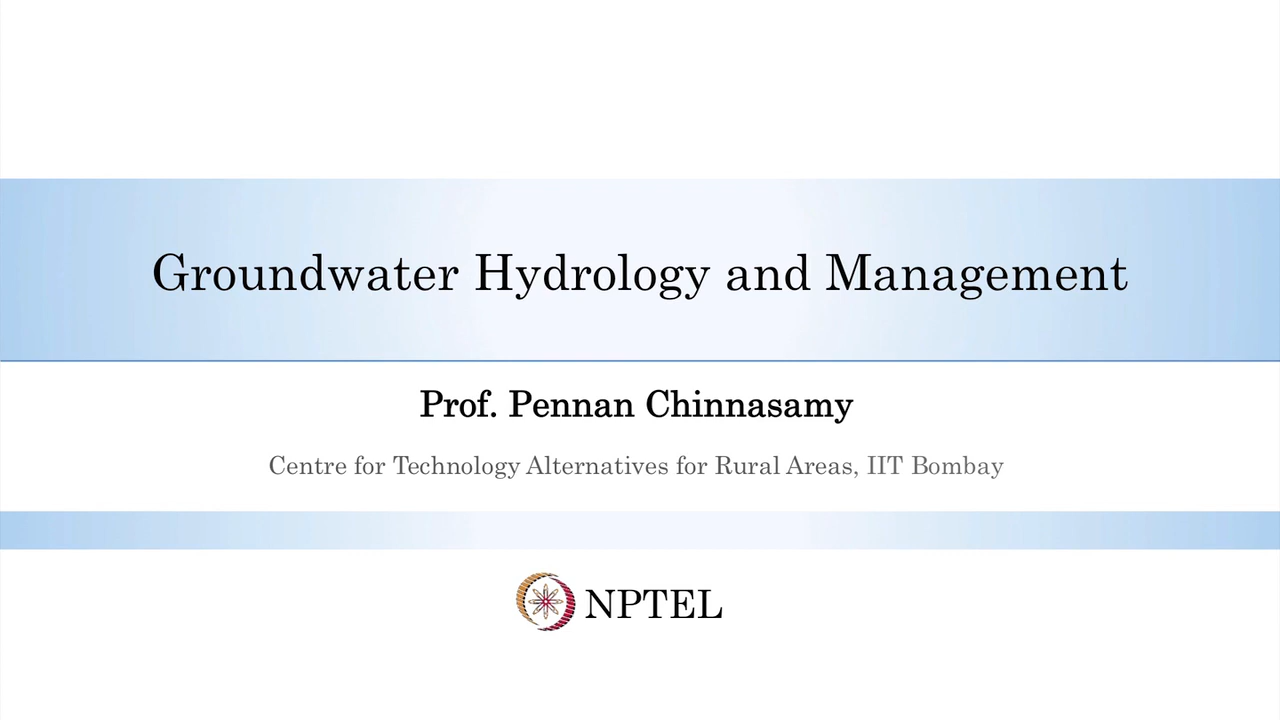 Groundwater Hydrology and Management
Prof. Pennan Chinnasamy
Centre for Technology Alternatives for Rural Areas, IIT Bombay
NPTEL